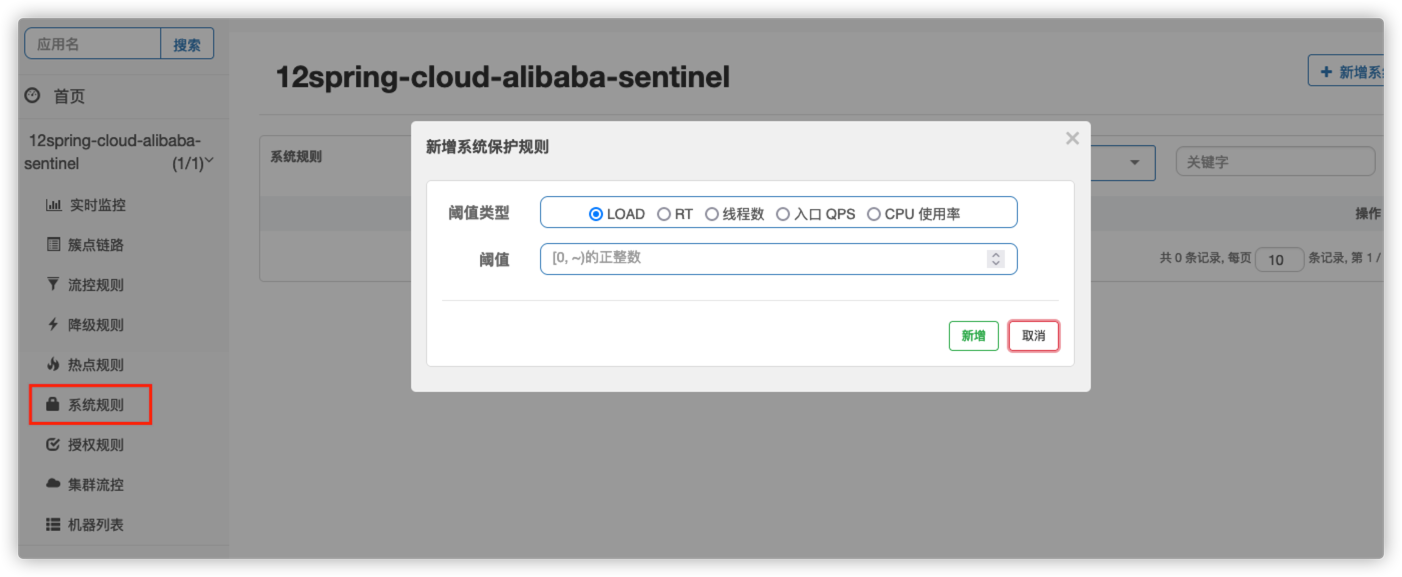 应用名 搜索
首页
12spring-cloud-alibaba-
sentinel (1/1)
实时监控
簇点链路
流控规则
降级规则
热点规则
系统规则
授权规则
集群流控
机器列表
12spring-cloud-alibaba-sentinel
+ 新增系
系统规则
关键字
操作
共 0 条记录, 每页 10 条记录, 第 1 /
新增系统保护规则 ×
阈值类型 LOAD RT 线程数 入口 QPS CPU 使用率
阈值 [0, ~)的正整数
新增 取消